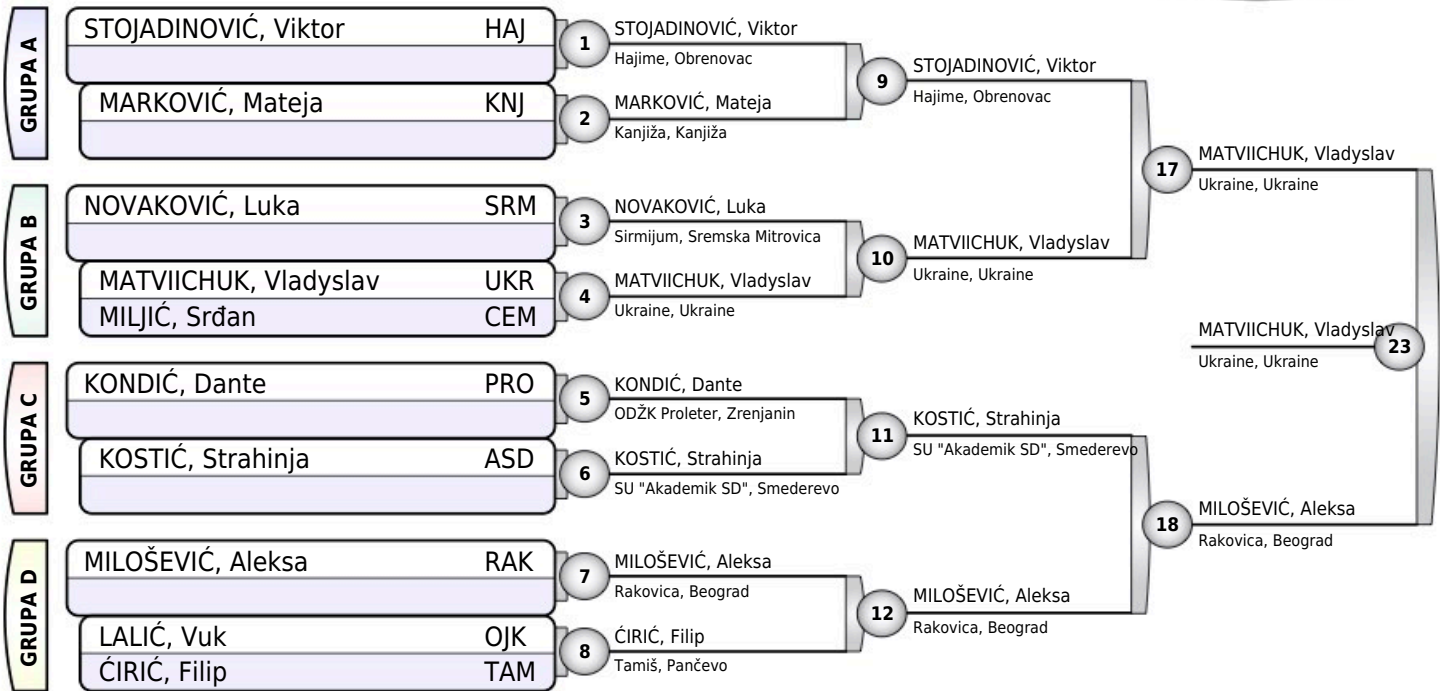 GRUPA A
STOJADINOVIĆ, Viktor HAJ
MARKOVIĆ, Mateja KNJ
GRUPA B
NOVAKOVIĆ, Luka SRM
MATVIICHUK, Vladyslav UKR
MILJIĆ, Srđan CEM
GRUPA C
KONDIĆ, Dante PRO
KOSTIĆ, Strahinja ASD
GRUPA D
MILOŠEVIĆ, Aleksa RAK
LALIĆ, Vuk OJK
ĆIRIĆ, Filip TAM
1
STOJADINOVIĆ, Viktor
Hajime, Obrenovac
2
MARKOVIĆ, Mateja
Kanjiža, Kanjiža
3
NOVAKOVIĆ, Luka
Sirmijum, Sremska Mitrovica
4
MATVIICHUK, Vladyslav
Ukraine, Ukraine
5
KONDIĆ, Dante
ODŽK Proleter, Zrenjanin
6
KOSTIĆ, Strahinja
SU "Akademik SD", Smederevo
7
MILOŠEVIĆ, Aleksa
Rakovica, Beograd
8
ĆIRIĆ, Filip
Tamiš, Pančevo
9
STOJADINOVIĆ, Viktor
Hajime, Obrenovac
10
MATVIICHUK, Vladyslav
Ukraine, Ukraine
11
KOSTIĆ, Strahinja
SU "Akademik SD", Smederevo
12
MILOŠEVIĆ, Aleksa
Rakovica, Beograd
17
MATVIICHUK, Vladyslav
Ukraine, Ukraine
18
MILOŠEVIĆ, Aleksa
Rakovica, Beograd
MATVIICHUK, Vladyslav
23
Ukraine, Ukraine